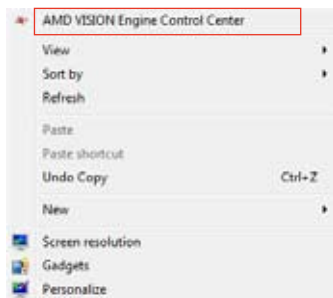 AMD VISION Engine Control Center
View
Sort by
Refresh
Paste
Paste shortcut
Undo Copy Ctrl+Z
New
Screen resolution
Gadgets
Personalize